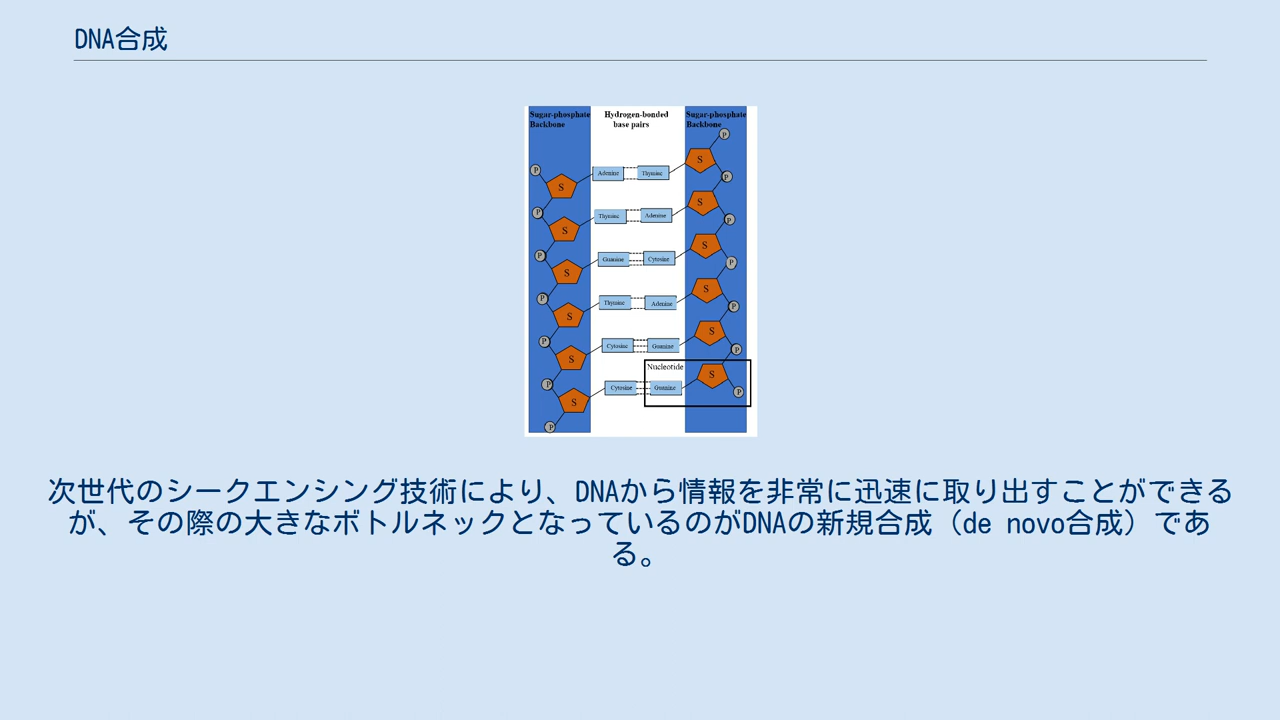 DNA合成
Sugar-phosphate Hydrogen-bonded Sugar-phosphate
Backbone base pairs Backbone
P
P S Adenine Thymine S
P
P S Thymine Adenine S
P
P S Guanine Cytosine S
P
P S Thymine Adenine S
P
P S Cytosine Guanine S
P
Nucleotide
P S Cytosine Guanine S
P
P
次世代のシークエンシング技術により、DNAから情報を非常に迅速に取り出すことができる
が、その際の大きなボトルネックとなっているのがDNAの新規合成（de novo合成）であ
る。